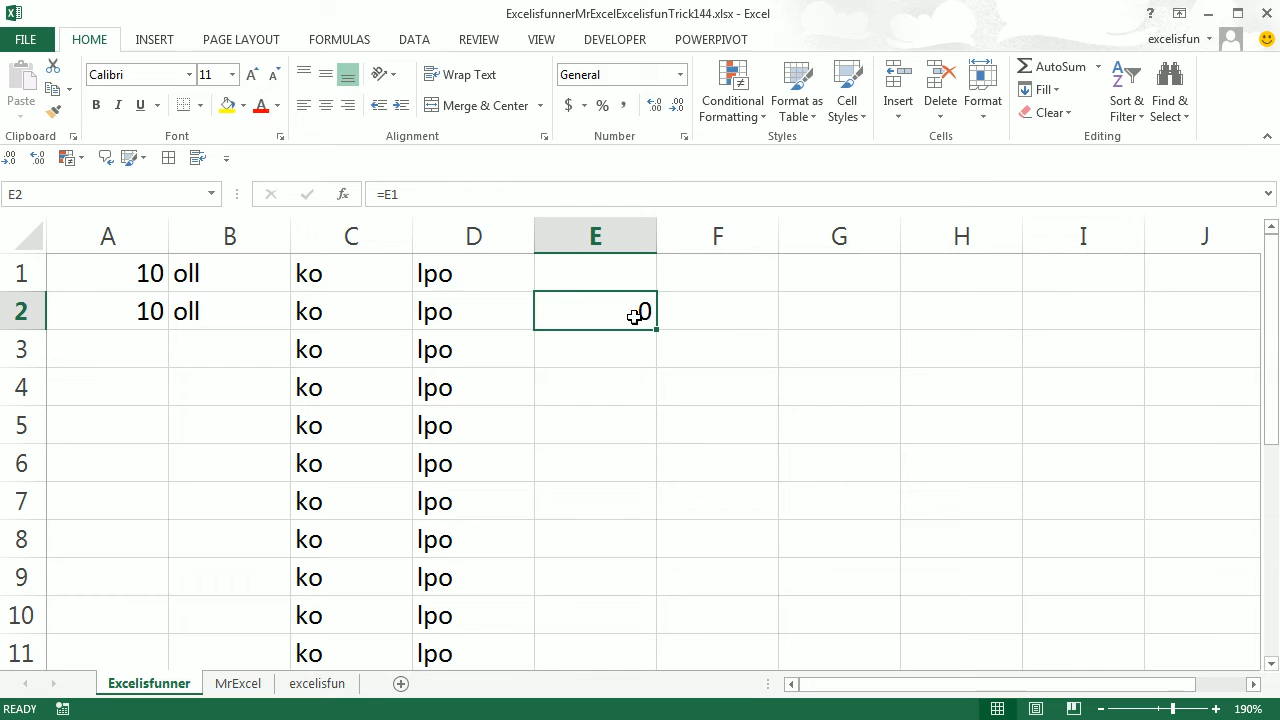 ExcelisfunnerMrExcelExcelisfunTrick144.xlsx - Excel
FILE HOME INSERT PAGE LAYOUT FORMULAS DATA REVIEW VIEW DEVELOPER POWERPIVOT excelisfun
Paste Calibri 11 Wrap Text General Conditional Formatting Format as Table Cell Styles Insert Delete Format AutoSum Sort & Filter Find & Select
B I U Merge & Center $ % , Fill
Clear
Clipboard Font Alignment Number Styles Cells Editing
E2 fx =E1
A B C D E F G H I J
1 10 oll ko lpo
2 10 oll ko lpo 0
3 ko lpo
4 ko lpo
5 ko lpo
6 ko lpo
7 ko lpo
8 ko lpo
9 ko lpo
10 ko lpo
11 ko lpo
Excelisfunner MrExcel excelisfun
READY 190%